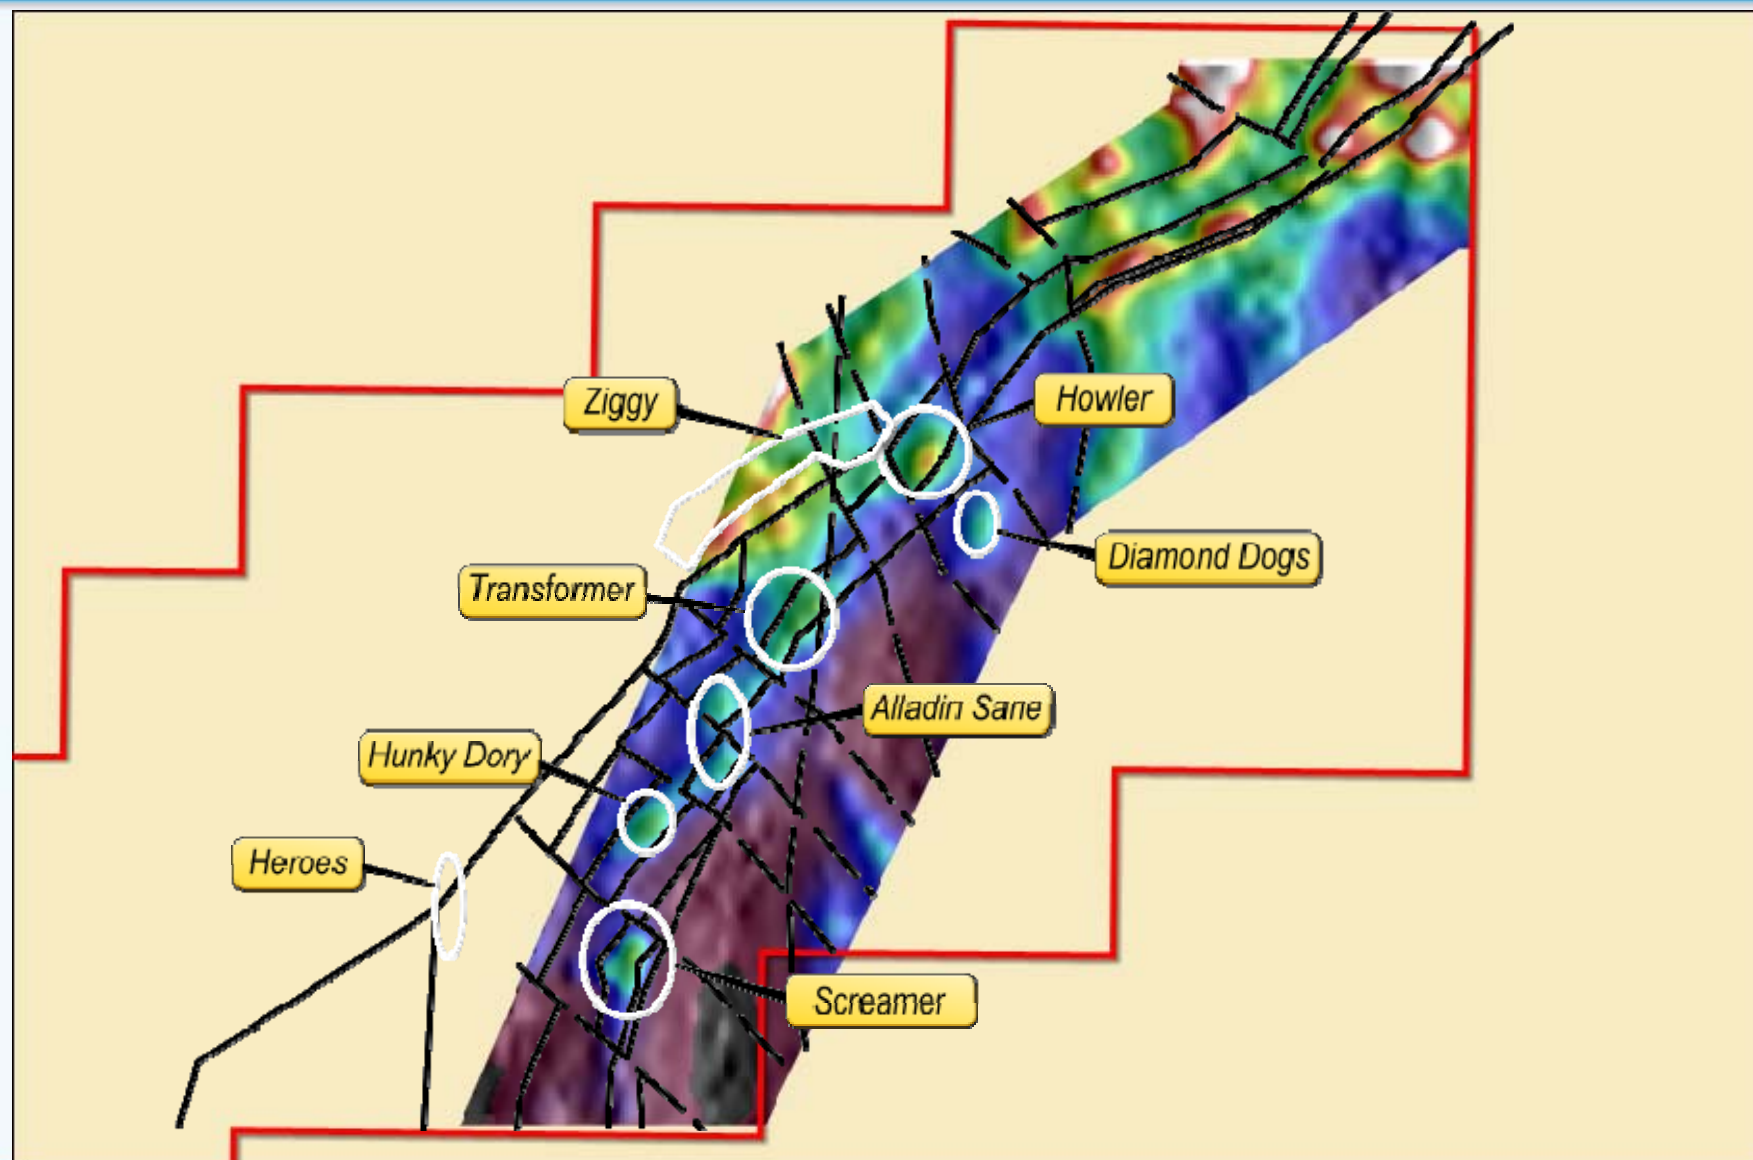 Ziggy
Howler
Diamond Dogs
Transformer
Alladin Sane
Hunky Dory
Heroes
Screamer